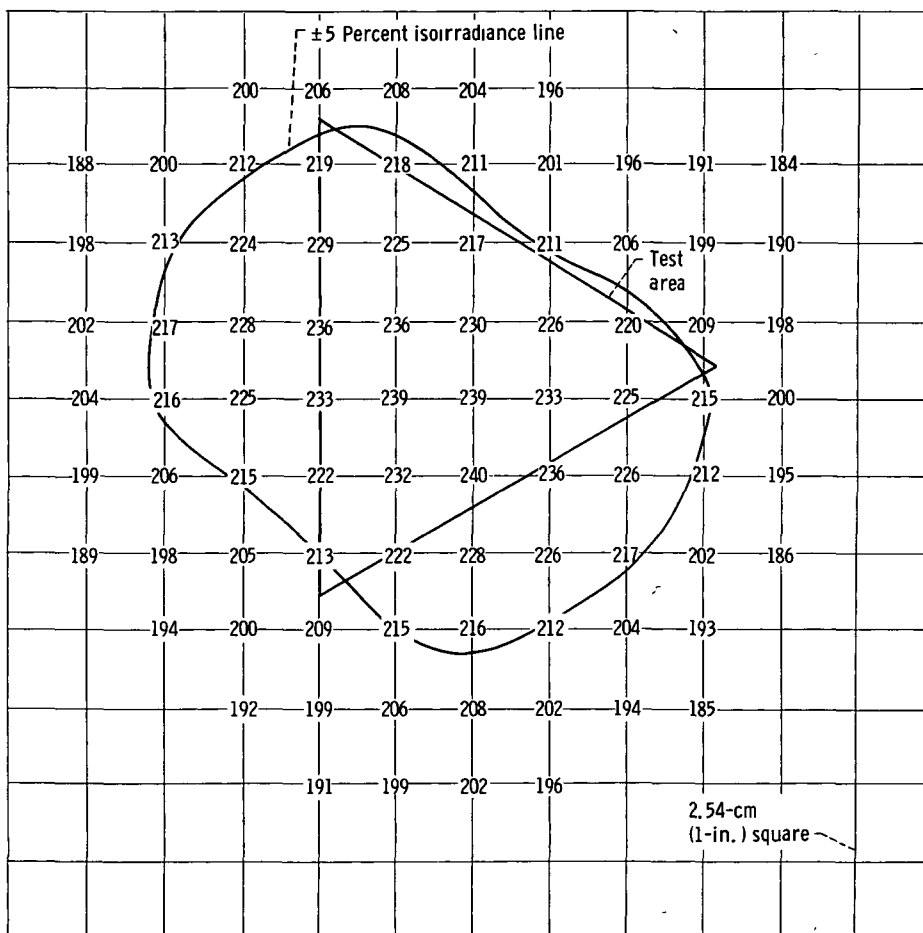 ±5 Percent isoirradiance line
200 206 208 204 196
188 200 212 219 218 211 201 196 191 184
198 213 224 229 225 217 211 206 199 190
Test
area
202 217 228 236 236 230 226 220 209 198
204 216 225 233 239 239 233 225 215 200
199 206 215 222 232 240 236 226 212 195
189 198 205 213 222 228 226 217 202 186
194 200 209 215 216 212 204 193
192 199 206 208 202 194 185
191 199 202 196
2.54-cm
(1-in.) square